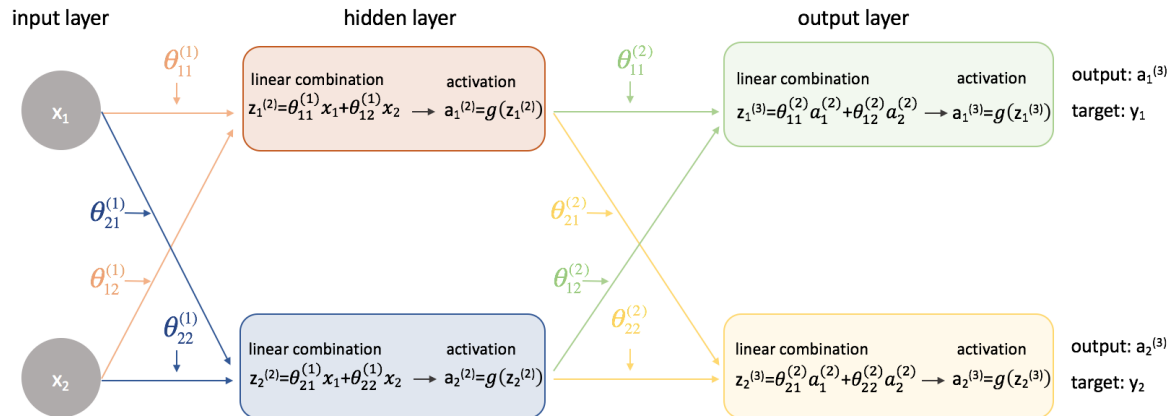 input layer
hidden layer
output layer
θ₁₁⁽¹⁾
θ₁₁⁽²⁾
linear combination
activation
z₁⁽²⁾=θ₁₁⁽¹⁾x₁+θ₁₂⁽¹⁾x₂ → a₁⁽²⁾=g(z₁⁽²⁾)
linear combination
activation
z₁⁽³⁾=θ₁₁⁽²⁾a₁⁽²⁾+θ₁₂⁽²⁾a₂⁽²⁾ → a₁⁽³⁾=g(z₁⁽³⁾)
output: a₁⁽³⁾
target: y₁
x₁
θ₂₁⁽¹⁾
θ₂₁⁽²⁾
θ₁₂⁽¹⁾
θ₁₂⁽²⁾
θ₂₂⁽¹⁾
θ₂₂⁽²⁾
x₂
linear combination
activation
z₂⁽²⁾=θ₂₁⁽¹⁾x₁+θ₂₂⁽¹⁾x₂ → a₂⁽²⁾=g(z₂⁽²⁾)
linear combination
activation
z₂⁽³⁾=θ₂₁⁽²⁾a₁⁽²⁾+θ₂₂⁽²⁾a₂⁽²⁾ → a₂⁽³⁾=g(z₂⁽³⁾)
output: a₂⁽³⁾
target: y₂